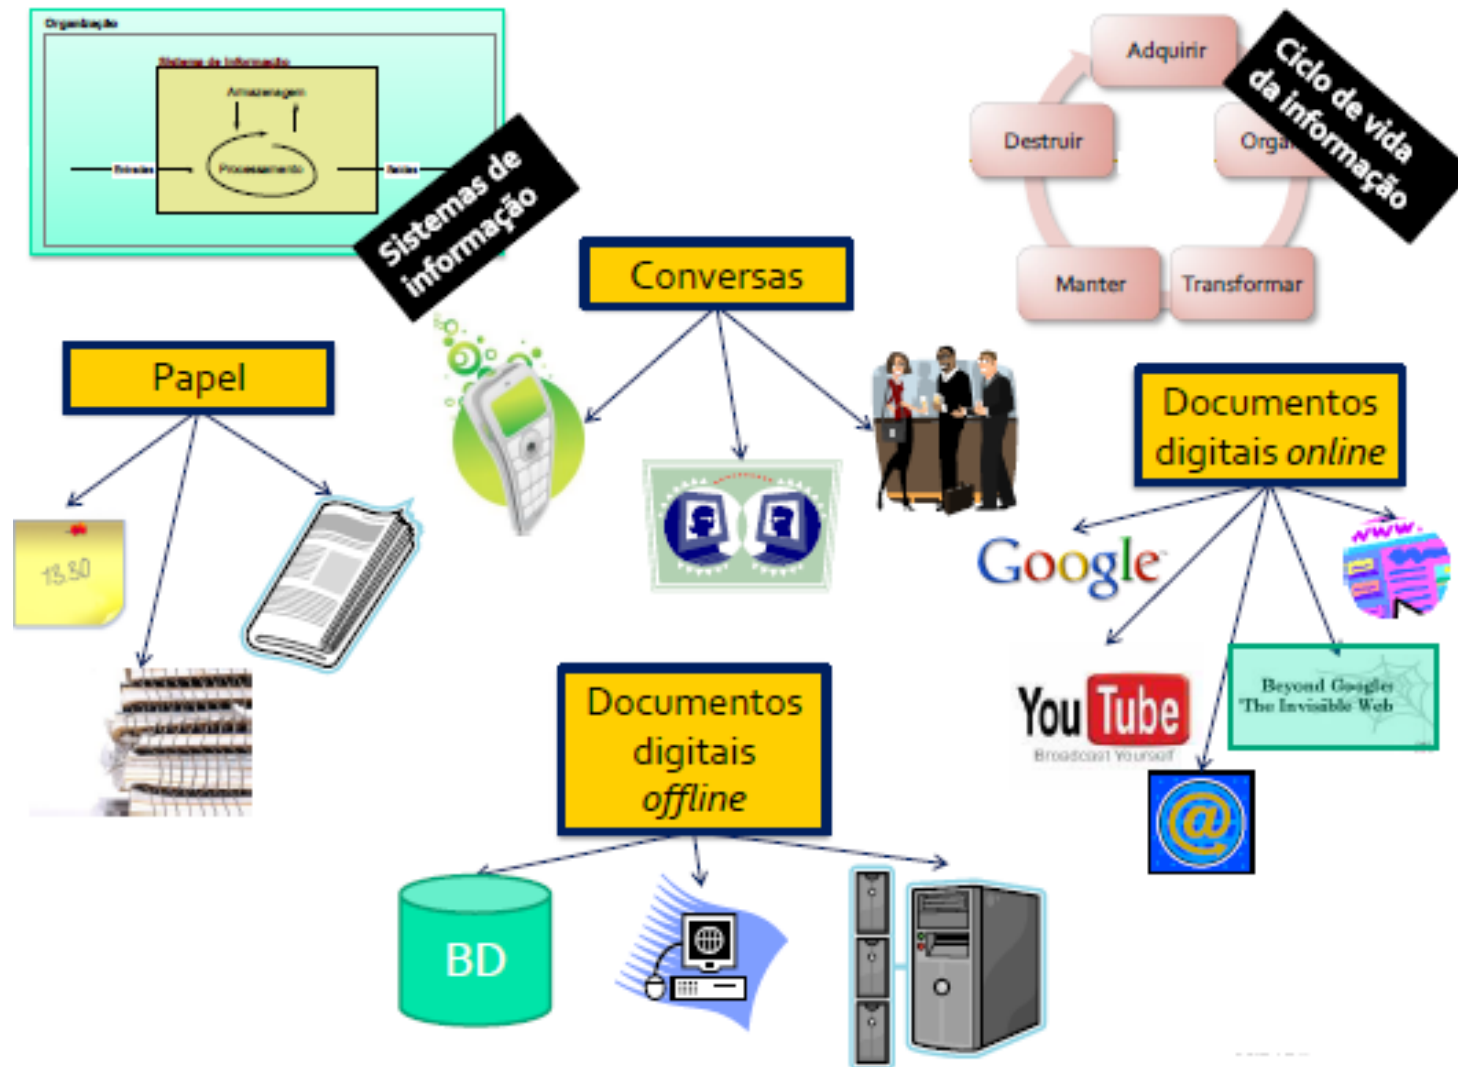 Organização
Sistema de Informação
Armazenagem
Processamento
Entradas
Saídas
Sistemas de
informação
Adquirir
Ciclo de vida
da informação
Destruir
Orga
Manter
Transformar
Conversas
Papel
Documentos
digitais online
13.30
Google
www.
You Tube
Broadcast Yourself
Beyond Google:
The Invisible Web
@
Documentos
digitais
offline
BD